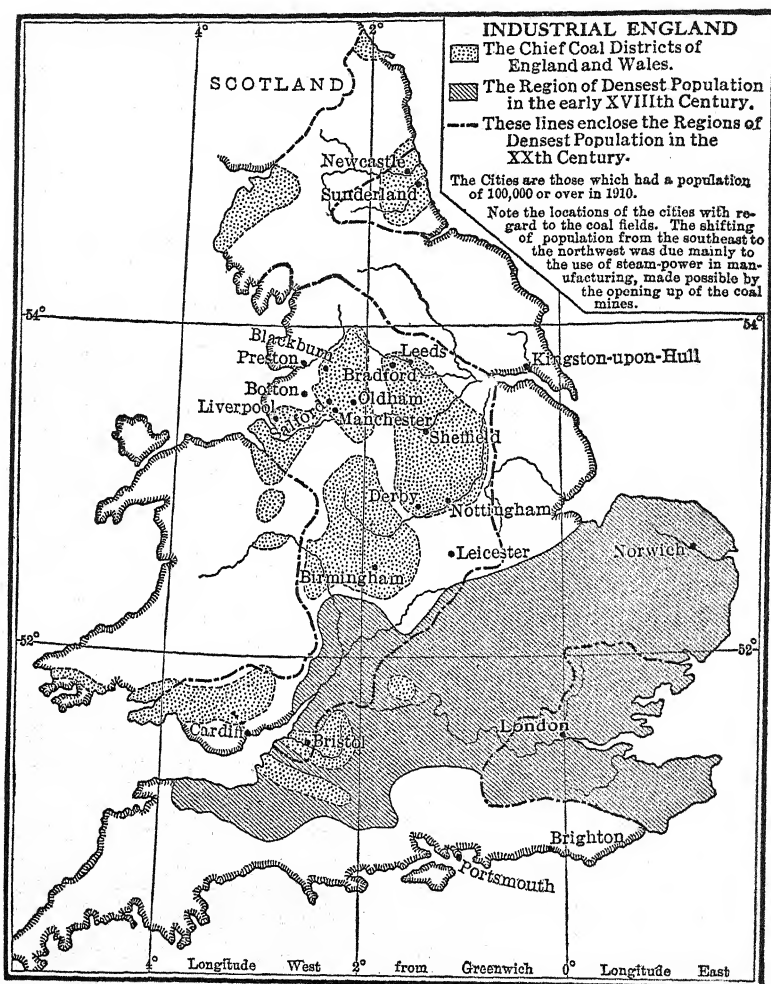 INDUSTRIAL ENGLAND
The Chief Coal Districts of
England and Wales.
The Region of Densest Population
in the early XVIIIth Century.
These lines enclose the Regions of
Densest Population in the
XXth Century.
The Cities are those which had a population
of 100,000 or over in 1910.
Note the locations of the cities with re-
gard to the coal fields. The shifting
of population from the southeast to
the northwest was due mainly to
the use of steam-power in man-
ufacturing, made possible by
the opening up of the coal
mines.
4°
2°
SCOTLAND
Newcastle
Sunderland
54°
54°
Blackburn
Preston
Leeds
Bradford
Kingston-upon-Hull
Bolton
Oldham
Liverpool
Salford
Manchester
Sheffield
Derby
Nottingham
Leicester
Norwich
Birmingham
52°
52°
Cardiff
Bristol
London
Brighton
Portsmouth
4° Longitude West 2° from Greenwich 0° Longitude East